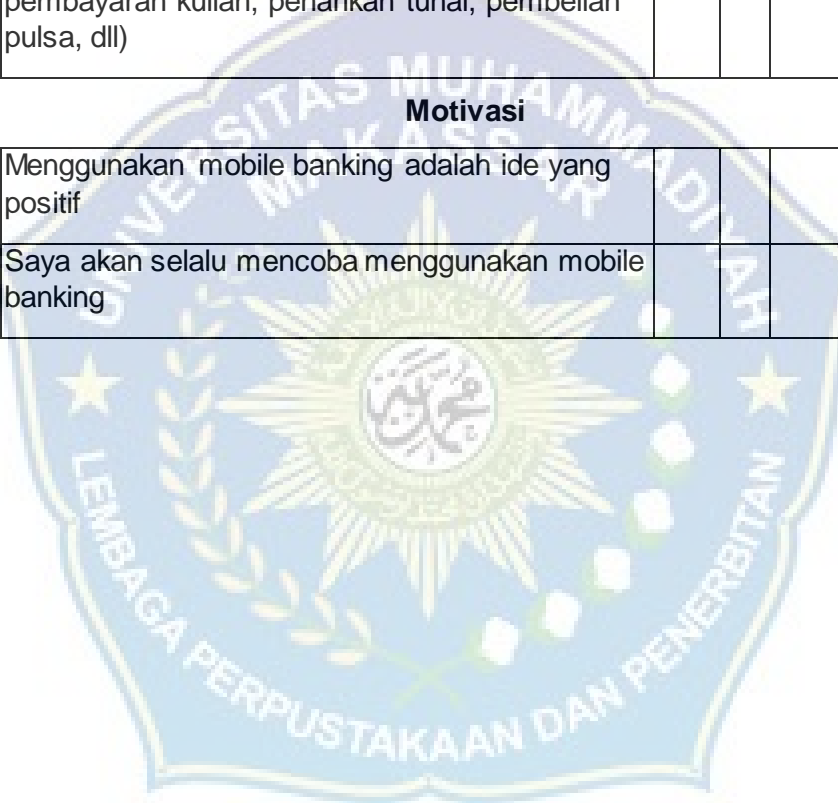 pembayaran kuliah, penarikan tunai, pembelian
pulsa, dll)
Motivasi
Menggunakan mobile banking adalah ide yang
positif
Saya akan selalu mencoba menggunakan mobile
banking
UNIVERSITAS MUHAMMADIYAH
MAKASSAR
محمد
LEMBAGA PERPUSTAKAAN DAN PENERBITAN